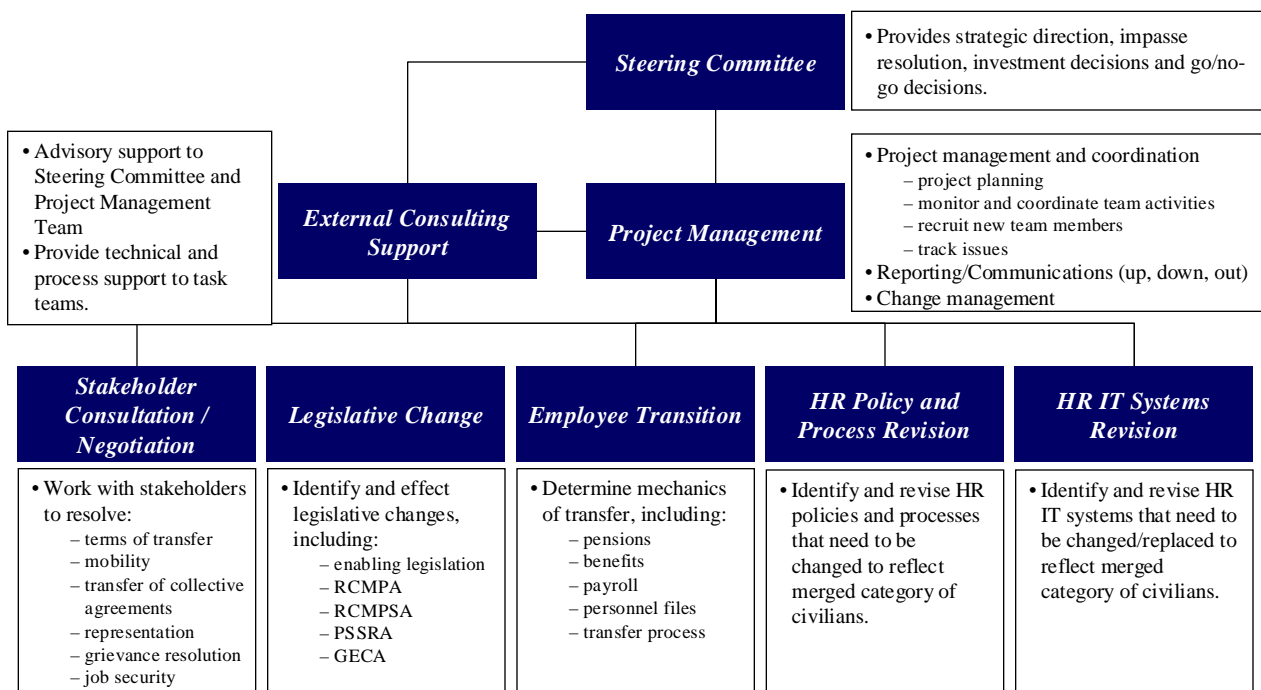 Steering Committee
• Provides strategic direction, impasse
resolution, investment decisions and go/no-
go decisions.
• Advisory support to
Steering Committee and
Project Management
Team
• Provide technical and
process support to task
teams.
External Consulting
Support
Project Management
• Project management and coordination
– project planning
– monitor and coordinate team activities
– recruit new team members
– track issues
• Reporting/Communications (up, down, out)
• Change management
Stakeholder
Consultation /
Negotiation
Legislative Change
Employee Transition
HR Policy and
Process Revision
HR IT Systems
Revision
• Work with stakeholders
to resolve:
– terms of transfer
– mobility
– transfer of collective
agreements
– representation
– grievance resolution
– job security
• Identify and effect
legislative changes,
including:
– enabling legislation
– RCMPA
– RCMPSA
– PSSRA
– GECA
• Determine mechanics
of transfer, including:
– pensions
– benefits
– payroll
– personnel files
– transfer process
• Identify and revise HR
policies and processes
that need to be
changed to reflect
merged category of
civilians.
• Identify and revise HR
IT systems that need to
be changed/replaced to
reflect merged
category of civilians.